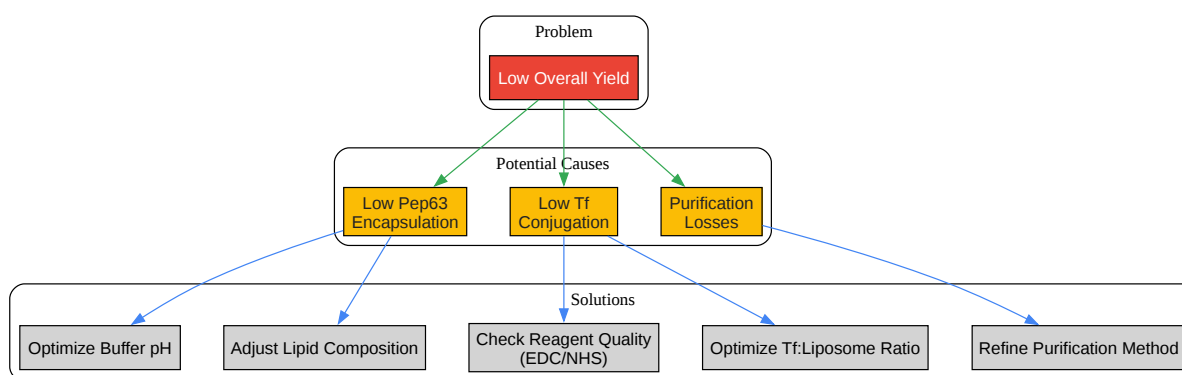 Problem
Low Overall Yield
Potential Causes
Low Pep63
Encapsulation
Low Tf
Conjugation
Purification
Losses
Solutions
Optimize Buffer pH
Adjust Lipid Composition
Check Reagent Quality
(EDC/NHS)
Optimize Tf:Liposome Ratio
Refine Purification Method